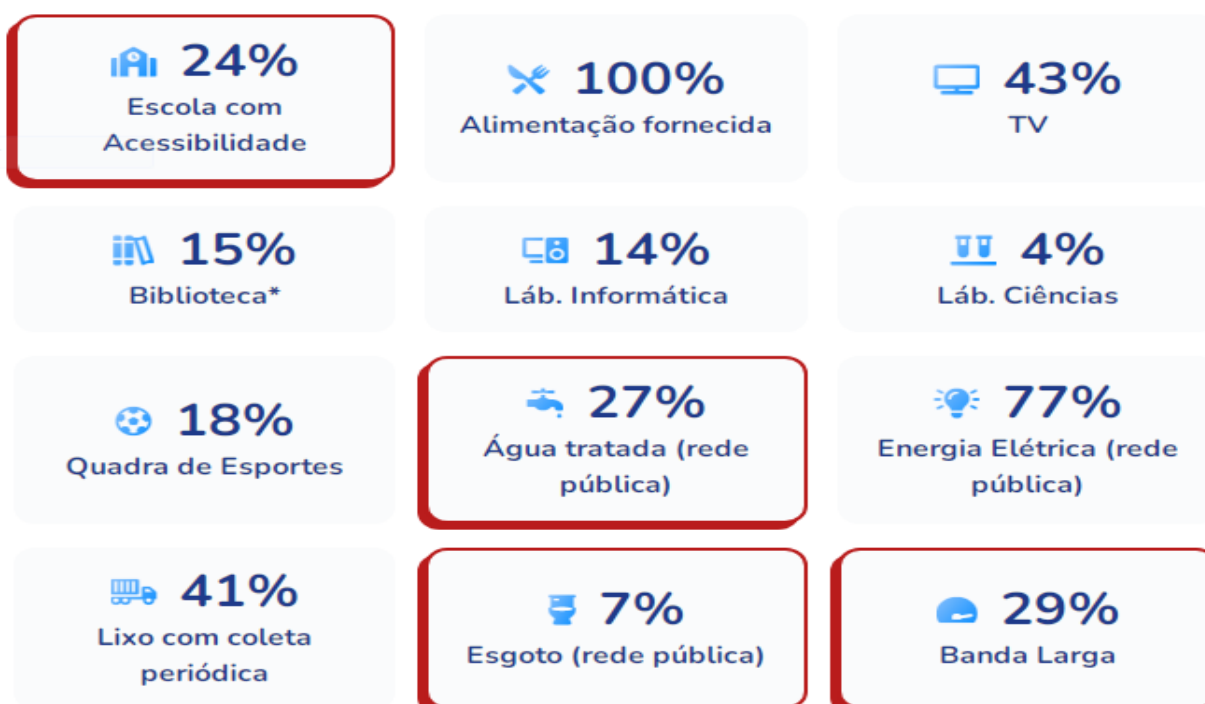 24%
Escola com
Acessibilidade
100%
Alimentação fornecida
43%
TV
15%
Biblioteca*
14%
Láb. Informática
4%
Láb. Ciências
18%
Quadra de Esportes
27%
Água tratada (rede
pública)
77%
Energia Elétrica (rede
pública)
41%
Lixo com coleta
periódica
7%
Esgoto (rede pública)
29%
Banda Larga